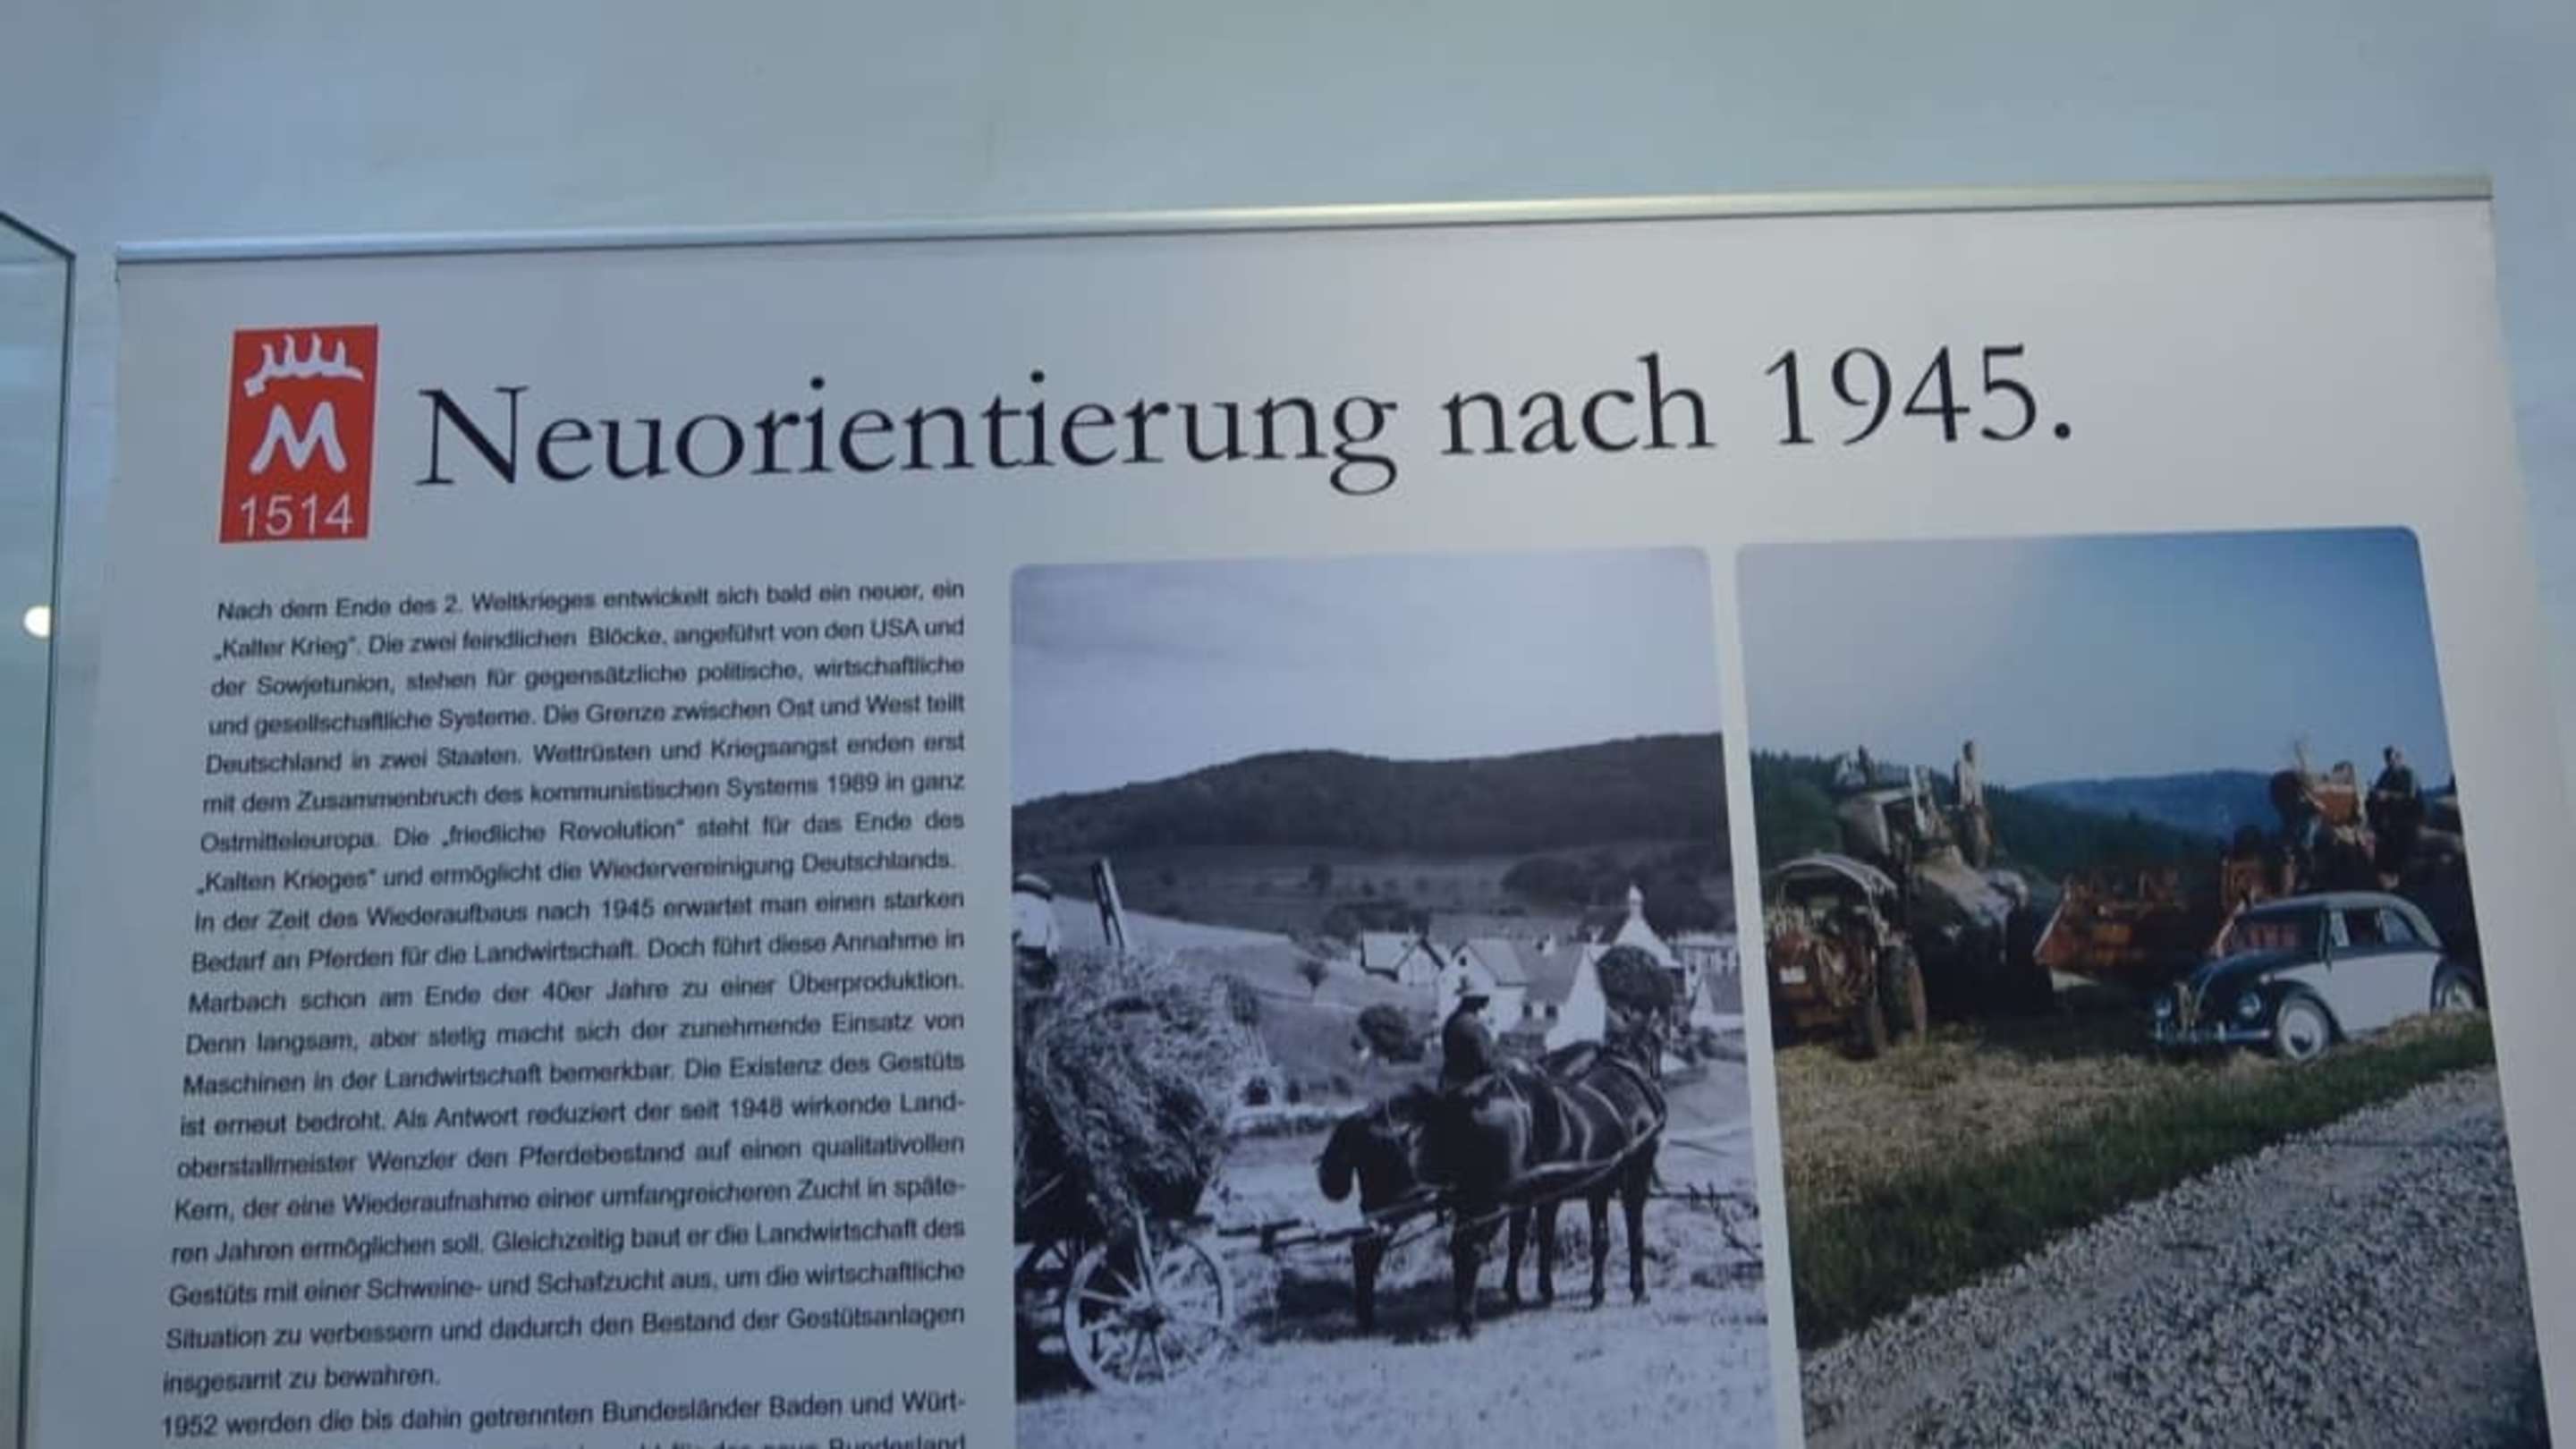 M
1514
Neuorientierung nach 1945.
Nach dem Ende des 2. Weltkrieges entwickelt sich bald ein neuer, ein
„Kalter Krieg“. Die zwei feindlichen Blöcke, angeführt von den USA und
der Sowjetunion, stehen für gegensätzliche politische, wirtschaftliche
und gesellschaftliche Systeme. Die Grenze zwischen Ost und West teilt
Deutschland in zwei Staaten. Wettrüsten und Kriegsangst enden erst
mit dem Zusammenbruch des kommunistischen Systems 1989 in ganz
Ostmitteleuropa. Die „friedliche Revolution“ steht für das Ende des
„Kalten Krieges“ und ermöglicht die Wiedervereinigung Deutschlands.
In der Zeit des Wiederaufbaus nach 1945 erwartet man einen starken
Bedarf an Pferden für die Landwirtschaft. Doch führt diese Annahme in
Marbach schon am Ende der 40er Jahre zu einer Überproduktion.
Denn langsam, aber stetig macht sich der zunehmende Einsatz von
Maschinen in der Landwirtschaft bemerkbar. Die Existenz des Gestüts
ist erneut bedroht. Als Antwort reduziert der seit 1948 wirkende Land-
oberstallmeister Wenzler den Pferdebestand auf einen qualitativollen
Kern, der eine Wiederaufnahme einer umfangreicheren Zucht in späte-
ren Jahren ermöglichen soll. Gleichzeitig baut er die Landwirtschaft des
Gestüts mit einer Schweine- und Schafzucht aus, um die wirtschaftliche
Situation zu verbessern und dadurch den Bestand der Gestütsanlagen
insgesamt zu bewahren.
1952 werden die bis dahin getrennten Bundesländer Baden und Würt-
Bundesland